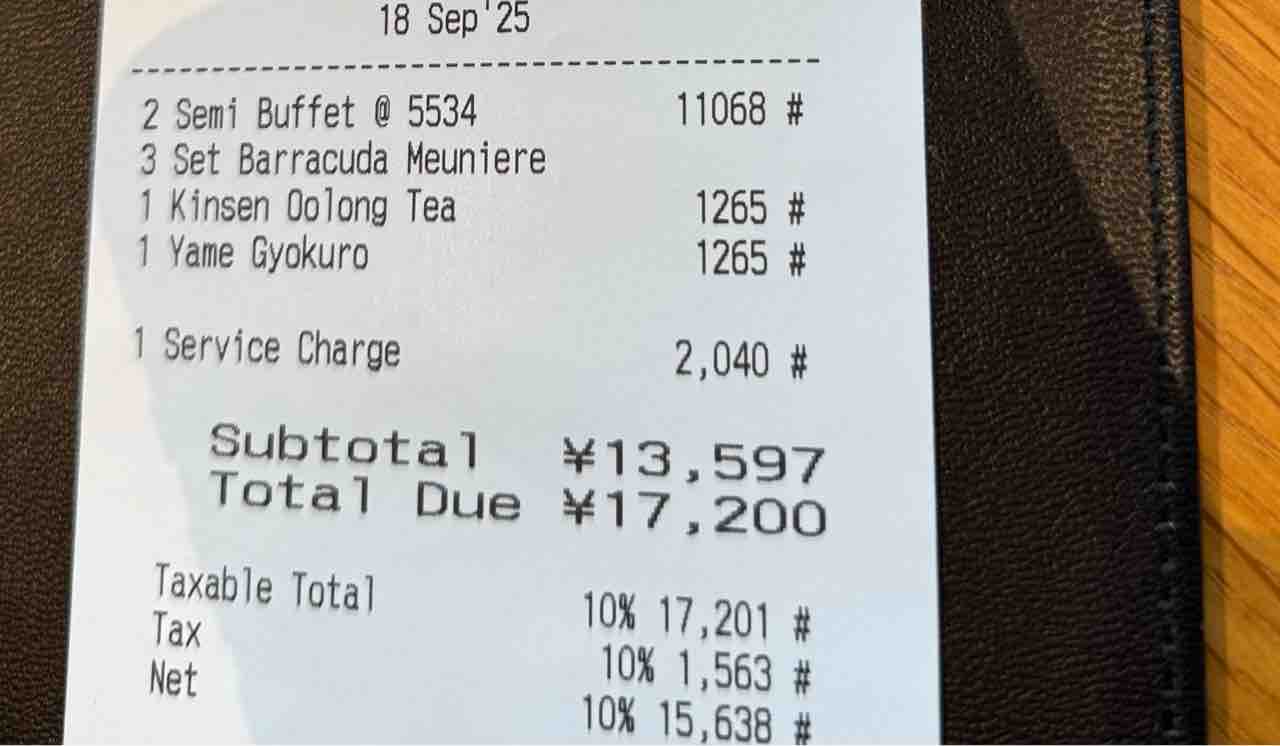 18 Sep'25
----------------------------------------
2 Semi Buffet @ 5534 11068 #
3 Set Barracuda Meuniere
1 Kinsen Oolong Tea 1265 #
1 Yame Gyokuro 1265 #
1 Service Charge 2,040 #
Subtotal ¥13,597
Total Due ¥17,200
Taxable Total 10% 17,201 #
Tax 10% 1,563 #
Net 10% 15,638 #